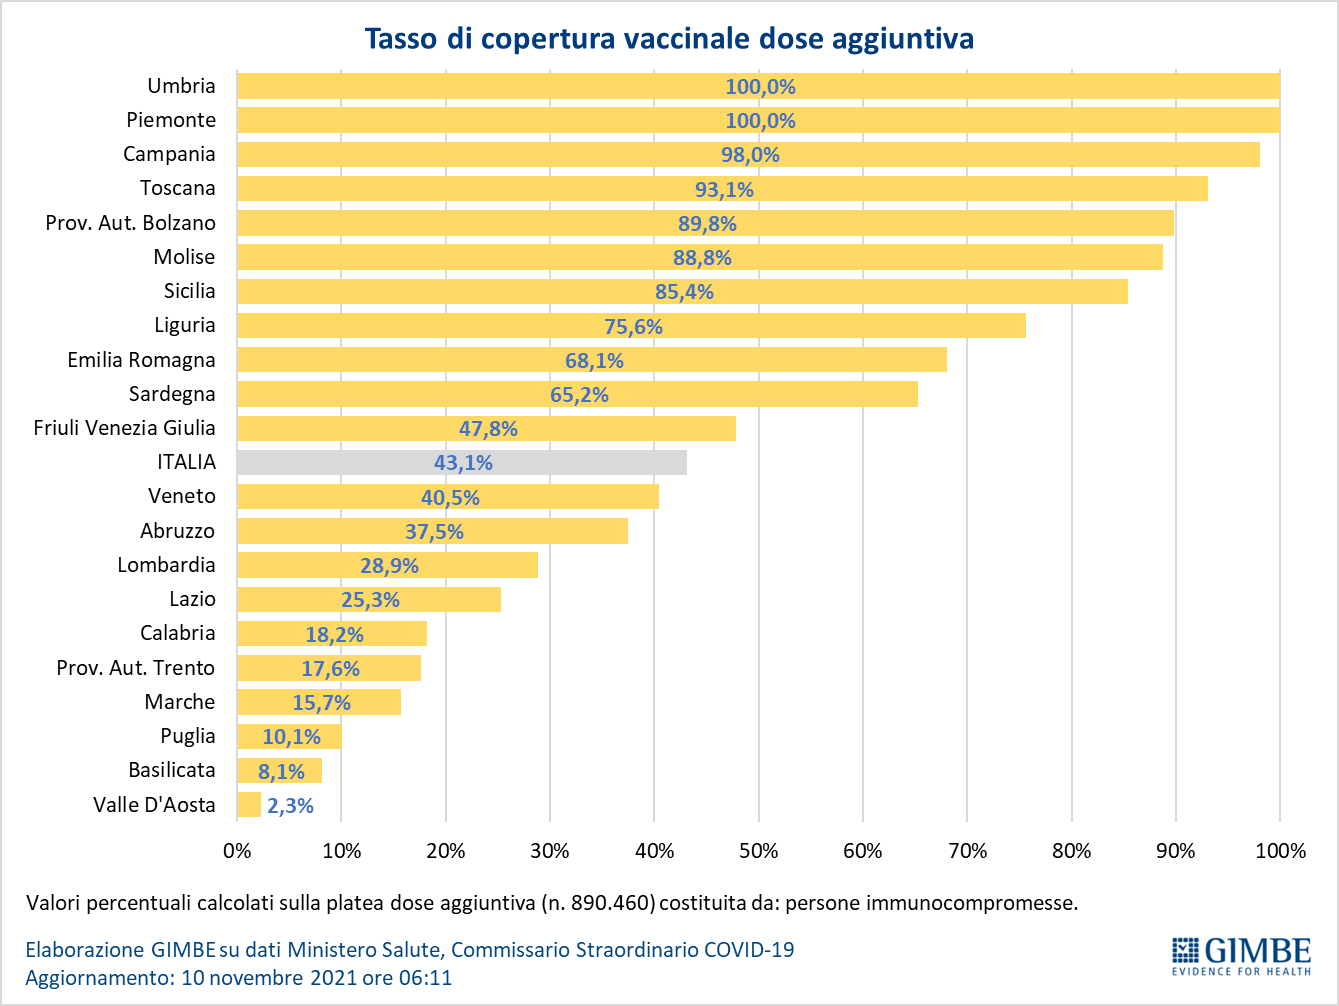 Tasso di copertura vaccinale dose aggiuntiva
Umbria 100,0%
Piemonte 100,0%
Campania 98,0%
Toscana 93,1%
Prov. Aut. Bolzano 89,8%
Molise 88,8%
Sicilia 85,4%
Liguria 75,6%
Emilia Romagna 68,1%
Sardegna 65,2%
Friuli Venezia Giulia 47,8%
ITALIA 43,1%
Veneto 40,5%
Abruzzo 37,5%
Lombardia 28,9%
Lazio 25,3%
Calabria 18,2%
Prov. Aut. Trento 17,6%
Marche 15,7%
Puglia 10,1%
Basilicata 8,1%
Valle D'Aosta 2,3%
0% 10% 20% 30% 40% 50% 60% 70% 80% 90% 100%
Valori percentuali calcolati sulla platea dose aggiuntiva (n. 890.460) costituita da: persone immunocompromesse.
Elaborazione GIMBE su dati Ministero Salute, Commissario Straordinario COVID-19
Aggiornamento: 10 novembre 2021 ore 06:11
GIMBE
EVIDENCE FOR HEALTH